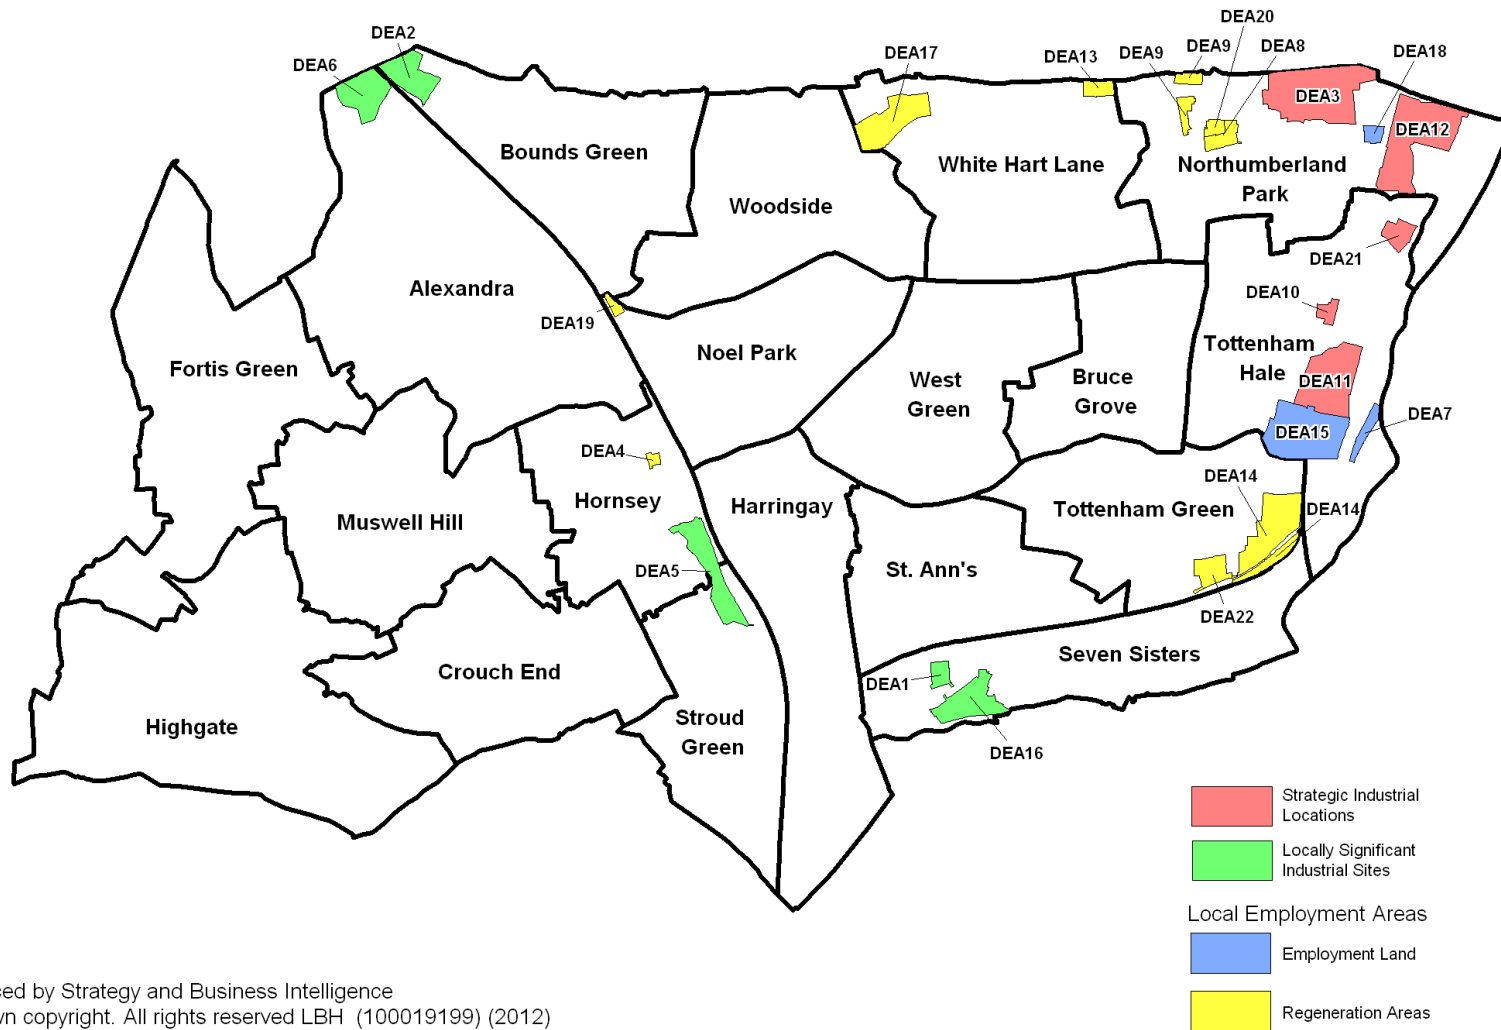 DEA20
DEA2
DEA17
DEA13
DEA9
DEA9
DEA8
DEA18
DEA6
DEA3
DEA12
Bounds Green
White Hart Lane
Northumberland
Park
Woodside
DEA21
Alexandra
DEA10
DEA19
Tottenham
Hale
Noel Park
Fortis Green
West
Green
Bruce
Grove
DEA11
DEA7
DEA15
DEA4
Hornsey
Harringay
DEA14
Tottenham Green
DEA14
Muswell Hill
DEA5
St. Ann's
DEA22
Seven Sisters
Crouch End
DEA1
Stroud
Green
Highgate
DEA16
Strategic Industrial
Locations
Locally Significant
Industrial Sites
Local Employment Areas
Employment Land
Regeneration Areas
ced by Strategy and Business Intelligence
vn copyright. All rights reserved LBH (100019199) (2012)